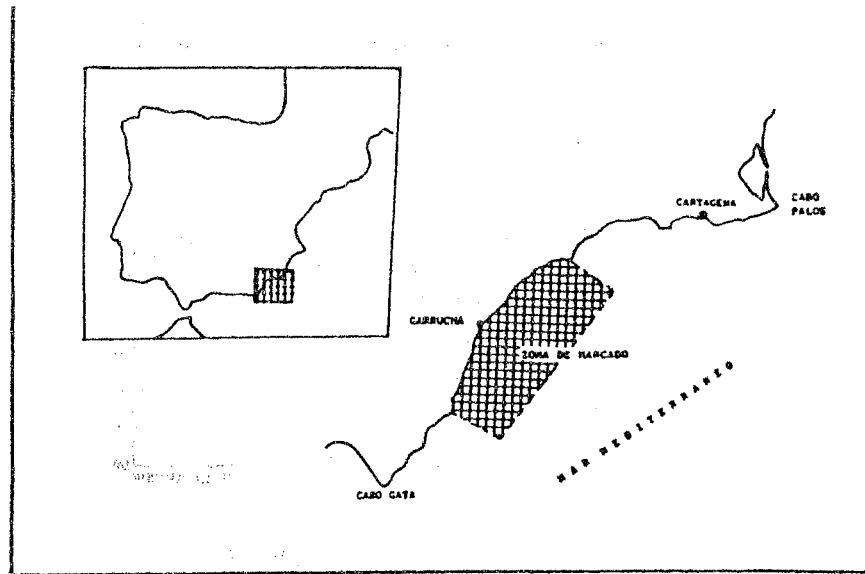 CARTAGENA
CABO
PALOS
GARRUCHA
ZONA DE MARCADO
MAR MEDITERRANEO
CABO GATA